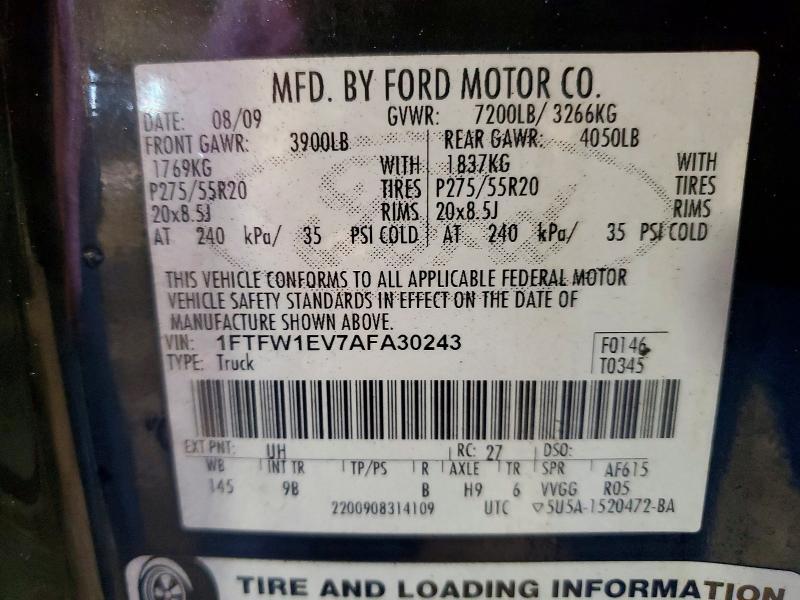 MFD. BY FORD MOTOR CO.
DATE: 08/09 GVWR: 7200LB/ 3266KG
FRONT GAWR: 3900LB REAR GAWR: 4050LB
1769KG WITH 1837KG WITH
P275/55R20 TIRES P275/55R20 TIRES
20x8.5J RIMS 20x8.5J RIMS
AT 240 kPa/ 35 PSI COLD AT 240 kPa/ 35 PSI COLD
THIS VEHICLE CONFORMS TO ALL APPLICABLE FEDERAL MOTOR
VEHICLE SAFETY STANDARDS IN EFFECT ON THE DATE OF
MANUFACTURE SHOWN ABOVE.
VIN: 1FTFW1EV7AFA30243 F0146
TYPE: Truck T0345
EXT PNT: UH RC: 27 DSO:
WB INT TR TP/PS R AXLE TR SPR AF615
145 9B B H9 6 VVGG R05
2200908314109 UTC ▽5U5A-1520472-BA
TIRE AND LOADING INFORMATION